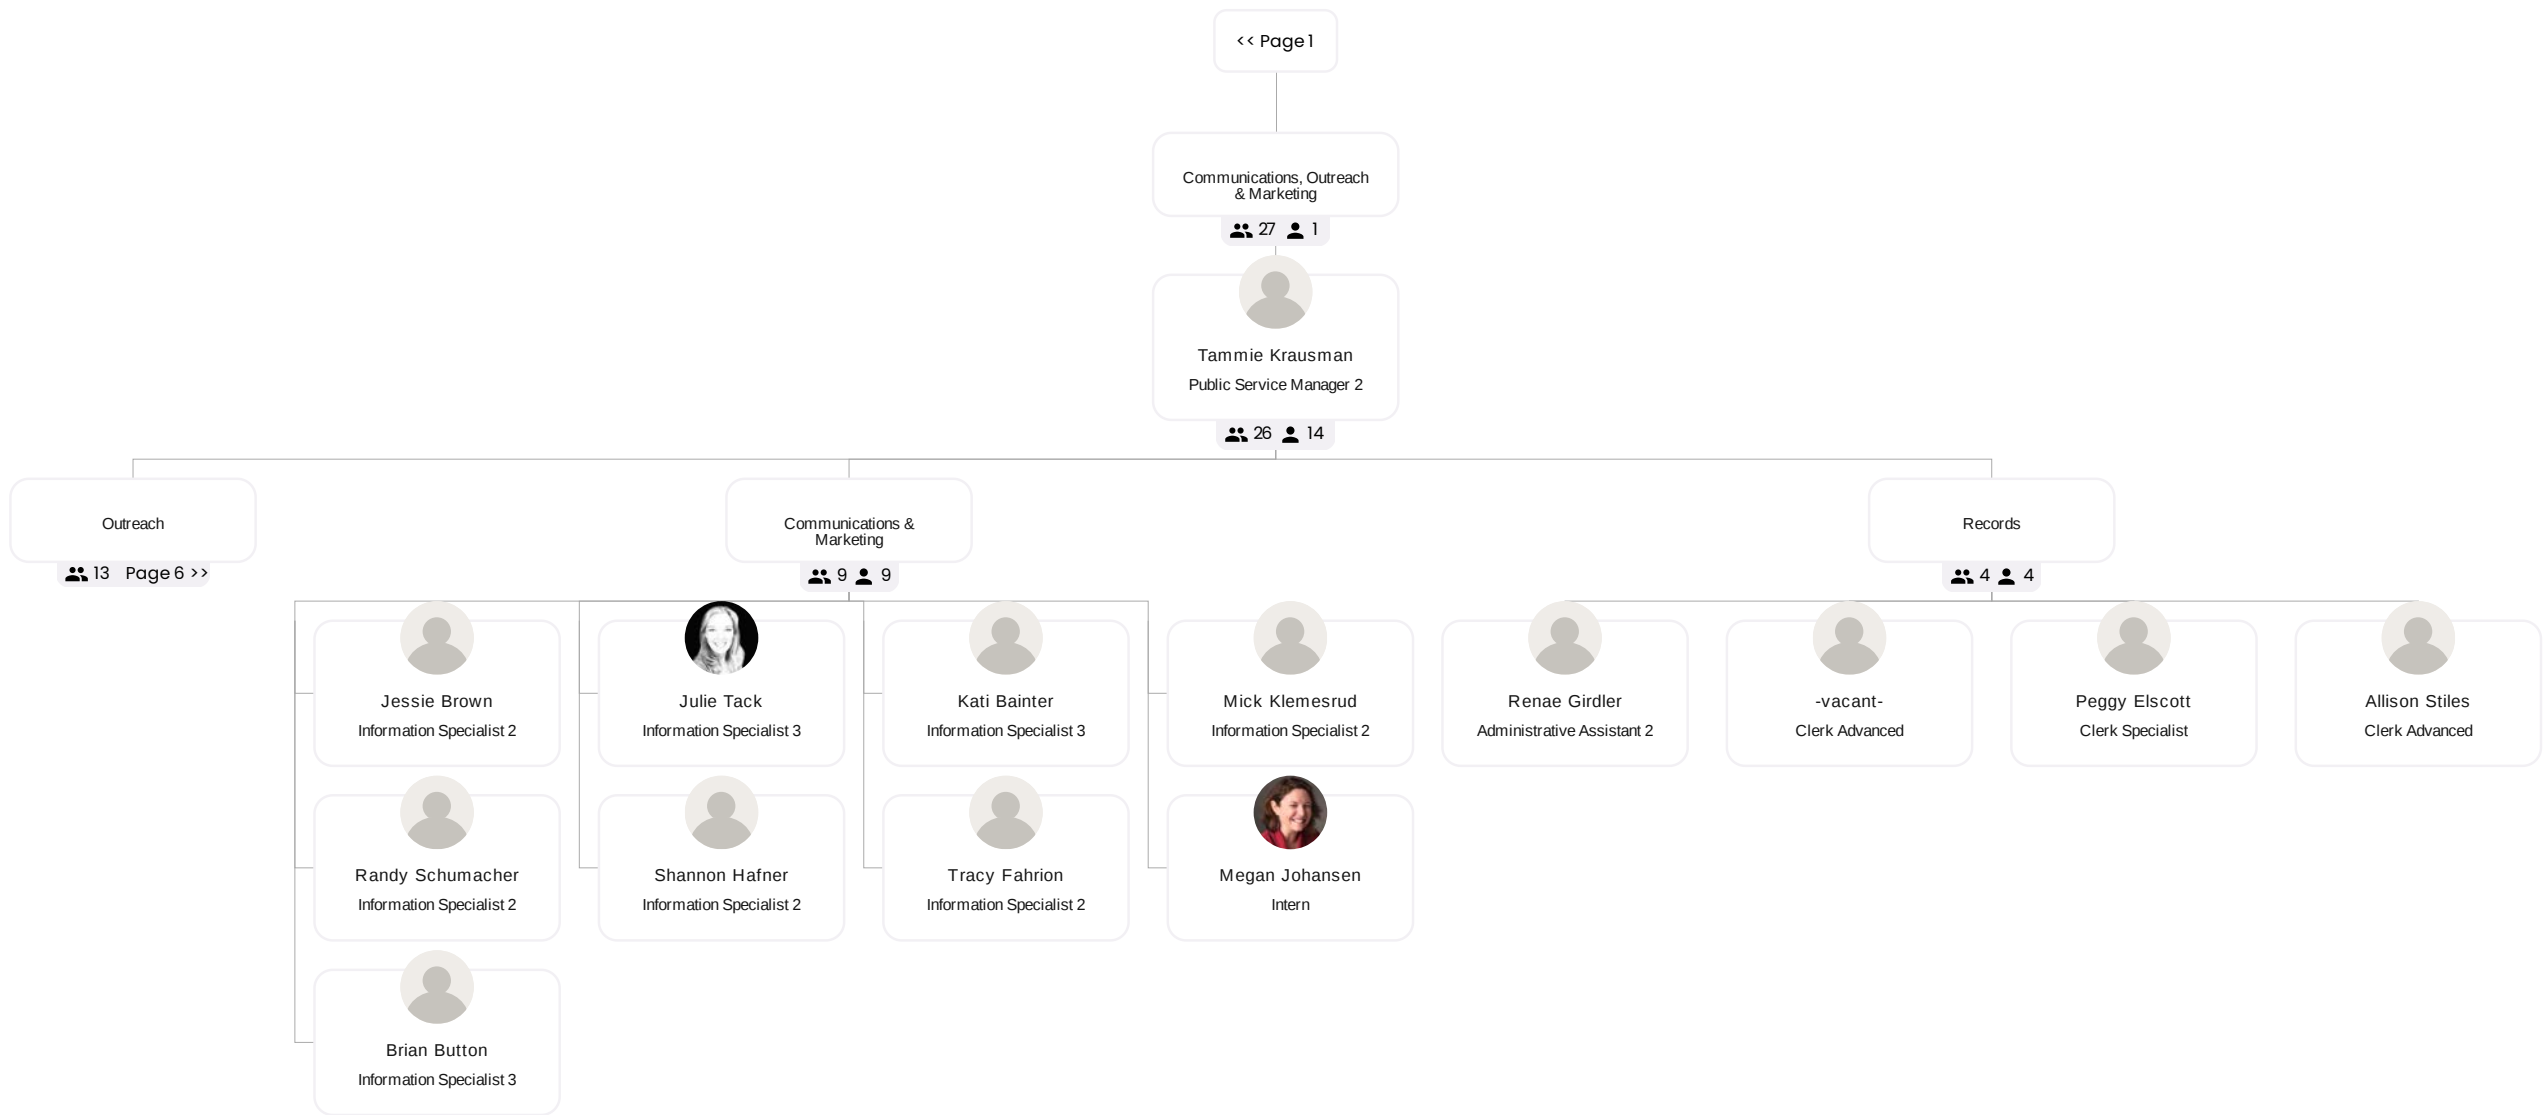 << Page 1
Communications, Outreach
& Marketing
27 1
Tammie Krausman
Public Service Manager 2
26 14
Outreach
13 Page 6 >>
Communications &
Marketing
9 9
Records
4 4
Jessie Brown
Information Specialist 2
Julie Tack
Information Specialist 3
Kati Bainter
Information Specialist 3
Mick Klemesrud
Information Specialist 2
Renae Girdler
Administrative Assistant 2
-vacant-
Clerk Advanced
Peggy Elscott
Clerk Specialist
Allison Stiles
Clerk Advanced
Randy Schumacher
Information Specialist 2
Shannon Hafner
Information Specialist 2
Tracy Fahrion
Information Specialist 2
Megan Johansen
Intern
Brian Button
Information Specialist 3